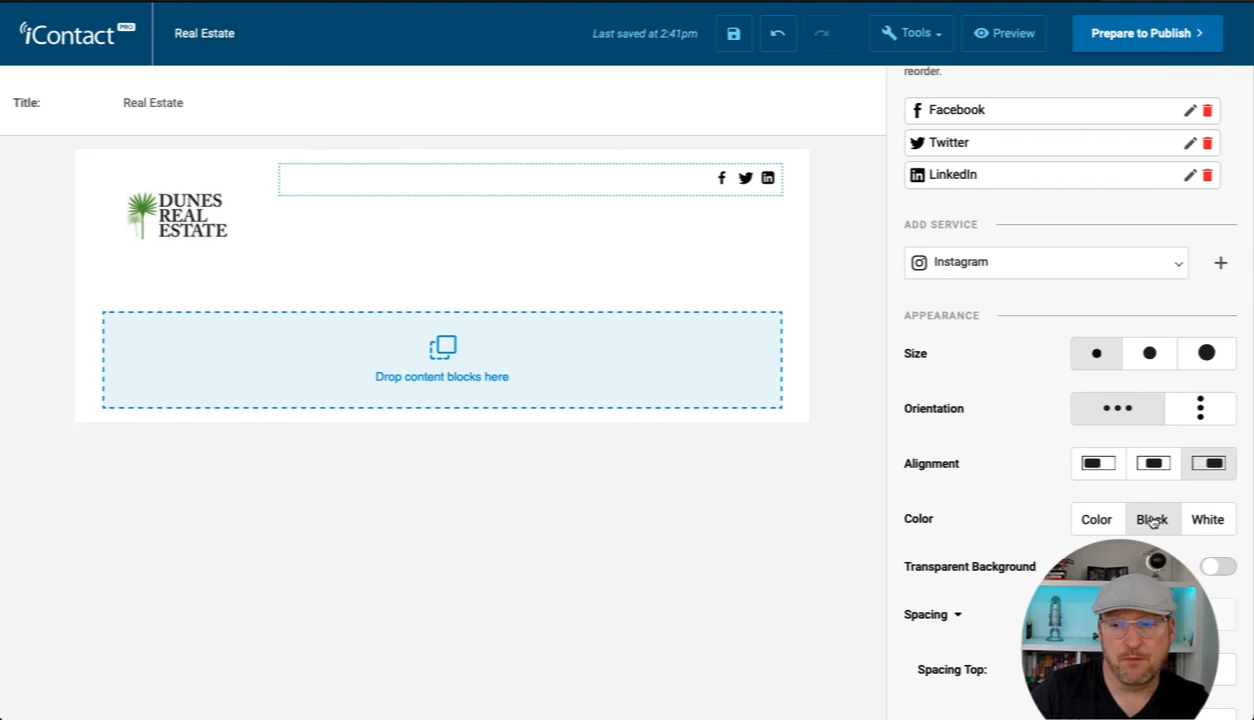 iContact PRO
Real Estate
Last saved at 2:41pm
Tools
Preview
Prepare to Publish
reorder.
Title:
Real Estate
DUNES
REAL
ESTATE
Drop content blocks here
Facebook
Twitter
LinkedIn
ADD SERVICE
Instagram
APPEARANCE
Size
Orientation
Alignment
Color
Color
Black
White
Transparent Background
Spacing
Spacing Top: